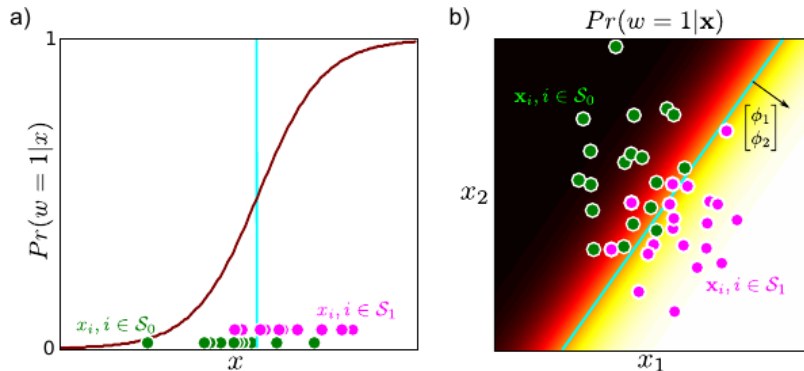 a)
1
Pr(w = 1|x)
x_i, i ∈ S_0
x_i, i ∈ S_1
0
x
b)
Pr(w = 1|𝐱)
𝐱_i, i ∈ S_0
[ϕ_1
ϕ_2]
x_2
𝐱_i, i ∈ S_1
x_1